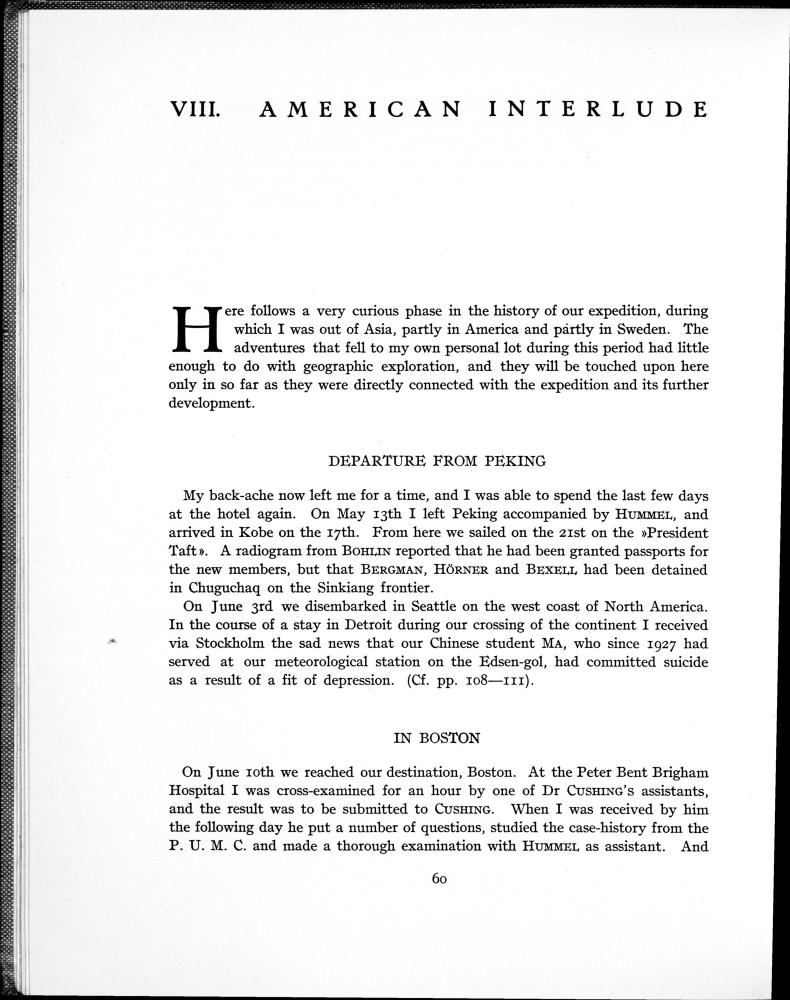 VIII. AMERICAN INTERLUDE
Here follows a very curious phase in the history of our expedition, during
which I was out of Asia, partly in America and partly in Sweden. The
adventures that fell to my own personal lot during this period had little
enough to do with geographic exploration, and they will be touched upon here
only in so far as they were directly connected with the expedition and its further
development.
DEPARTURE FROM PEKING
My back-ache now left me for a time, and I was able to spend the last few days
at the hotel again. On May 13th I left Peking accompanied by HUMMEL, and
arrived in Kobe on the 17th. From here we sailed on the 21st on the »President
Taft». A radiogram from BOHLIN reported that he had been granted passports for
the new members, but that BERGMAN, HÖRNER and BEXELL had been detained
in Chuguchaq on the Sinkiang frontier.
On June 3rd we disembarked in Seattle on the west coast of North America.
In the course of a stay in Detroit during our crossing of the continent I received
via Stockholm the sad news that our Chinese student MA, who since 1927 had
served at our meteorological station on the Edsen-gol, had committed suicide
as a result of a fit of depression. (Cf. pp. 108—111).
IN BOSTON
On June 10th we reached our destination, Boston. At the Peter Bent Brigham
Hospital I was cross-examined for an hour by one of Dr CUSHING'S assistants,
and the result was to be submitted to CUSHING. When I was received by him
the following day he put a number of questions, studied the case-history from the
P. U. M. C. and made a thorough examination with HUMMEL as assistant. And
60